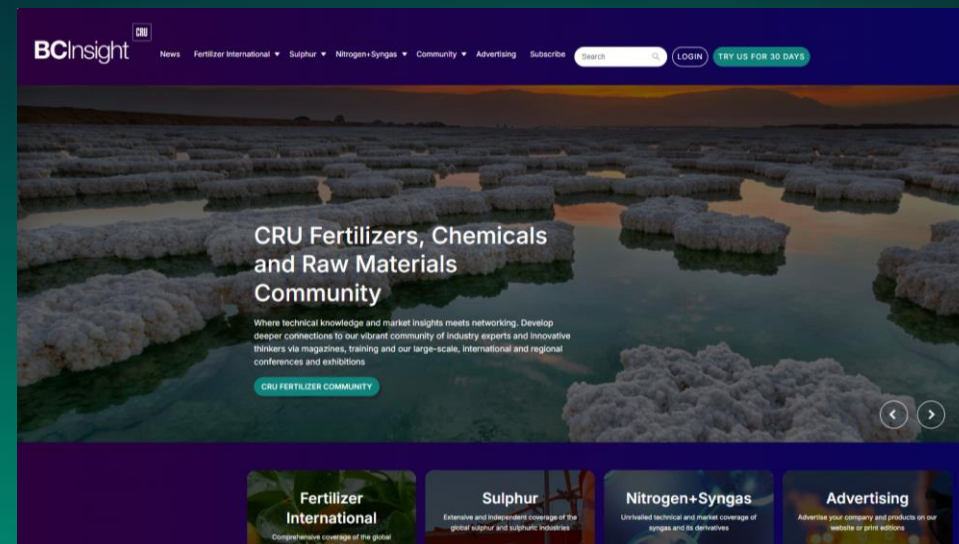 BCInsight CRU
News Fertilizer International Sulphur Nitrogen+Syngas Community Advertising Subscribe Search LOGIN TRY US FOR 30 DAYS
CRU Fertilizers, Chemicals
and Raw Materials
Community
Where technical knowledge and market insights meets networking. Develop
deeper connections to our vibrant community of industry experts and innovative
thinkers via magazines, training and our large-scale, international and regional
conferences and exhibitions
CRU FERTILIZER COMMUNITY
Fertilizer
International
Comprehensive coverage of the global
Sulphur
Extensive and independent coverage of the
global sulphur and sulphuric industries
Nitrogen+Syngas
Unrivalled technical and market coverage of
syngas and its derivatives
Advertising
Advertise your company and products on our
website or print editions